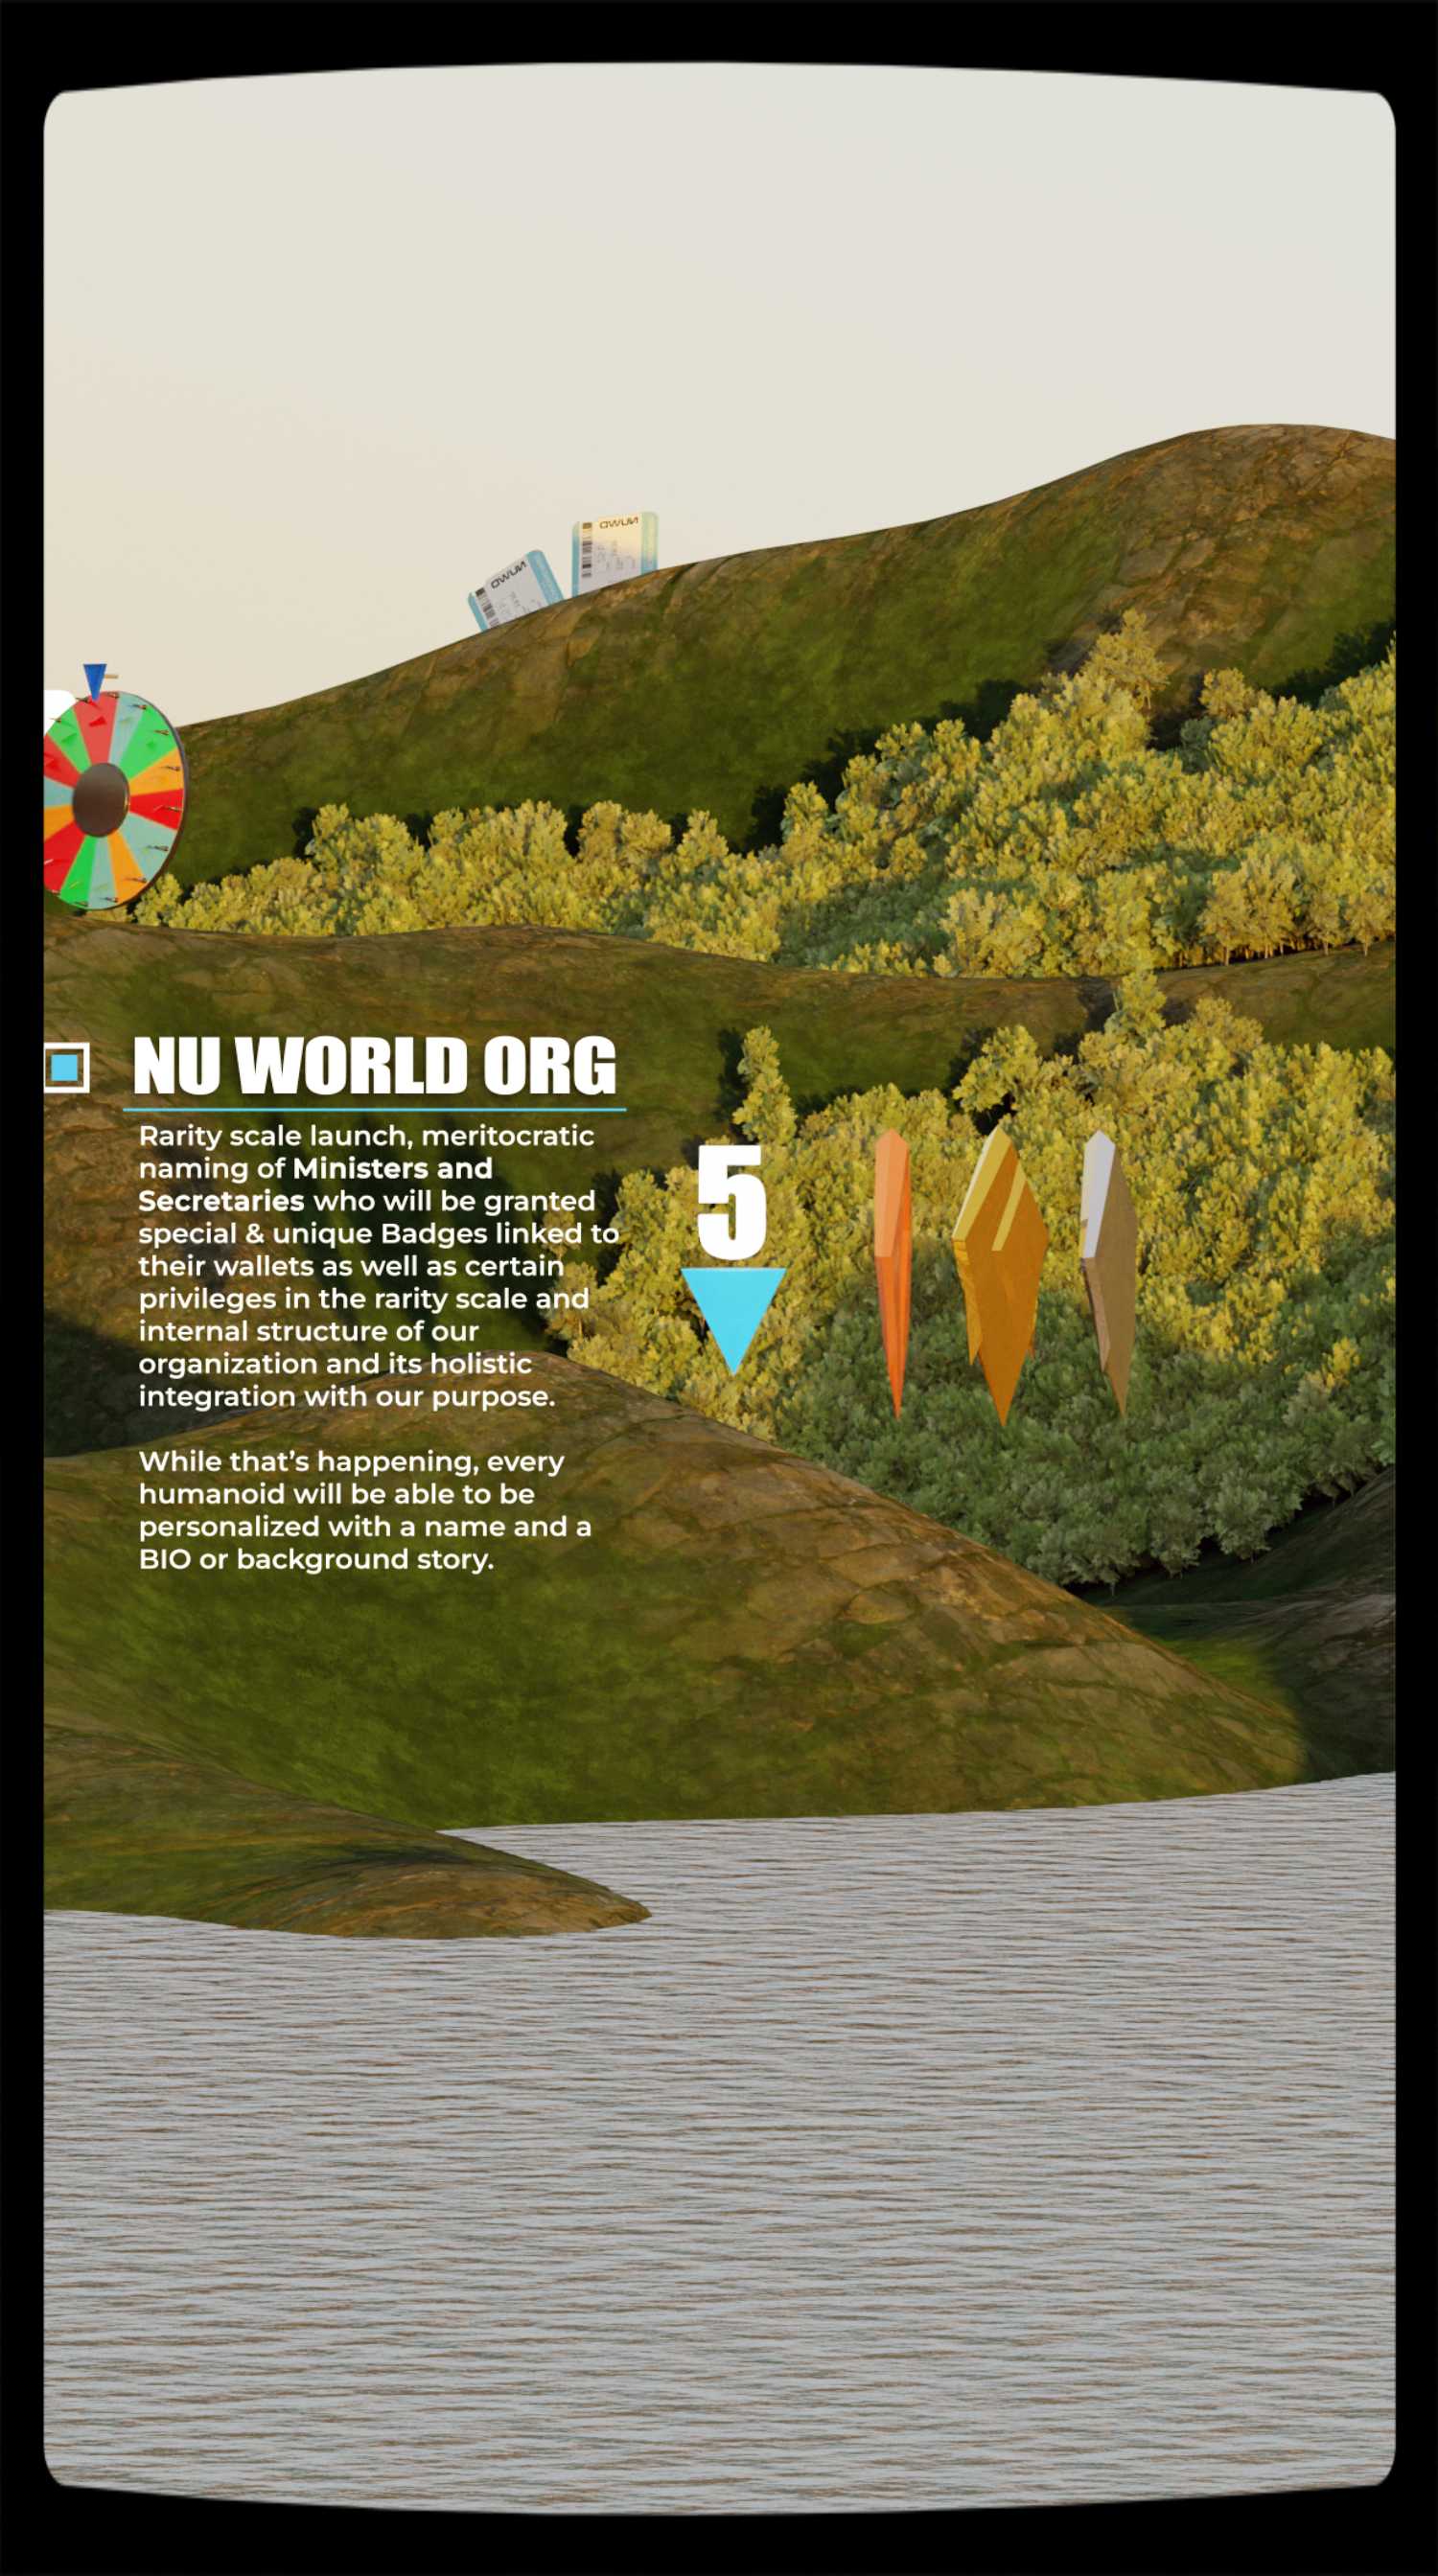 NU WORLD ORG
Rarity scale launch, meritocratic
naming of Ministers and
Secretaries who will be granted
special & unique Badges linked to
their wallets as well as certain
privileges in the rarity scale and
internal structure of our
organization and its holistic
integration with our purpose.
While that's happening, every
humanoid will be able to be
personalized with a name and a
BIO or background story.
5